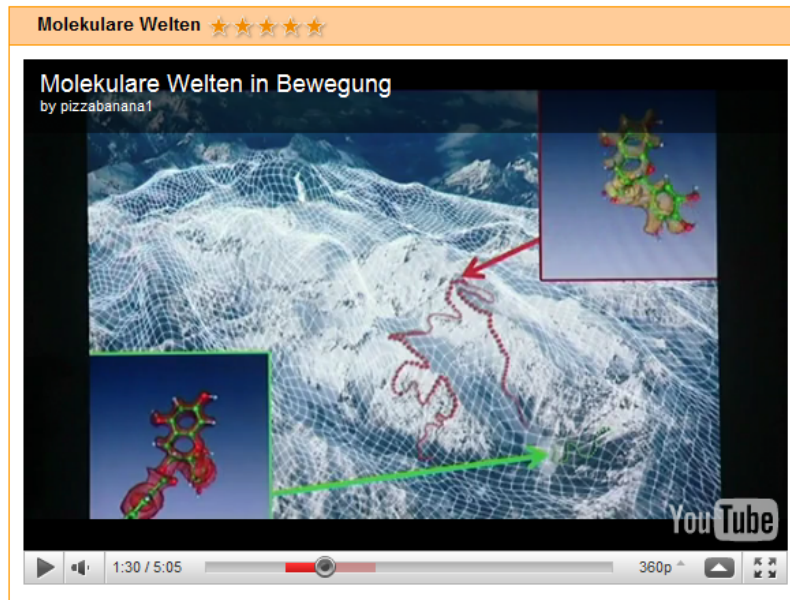 Molekulare Welten
Molekulare Welten in Bewegung
by pizzabanana1
YouTube
1:30 / 5:05
360p